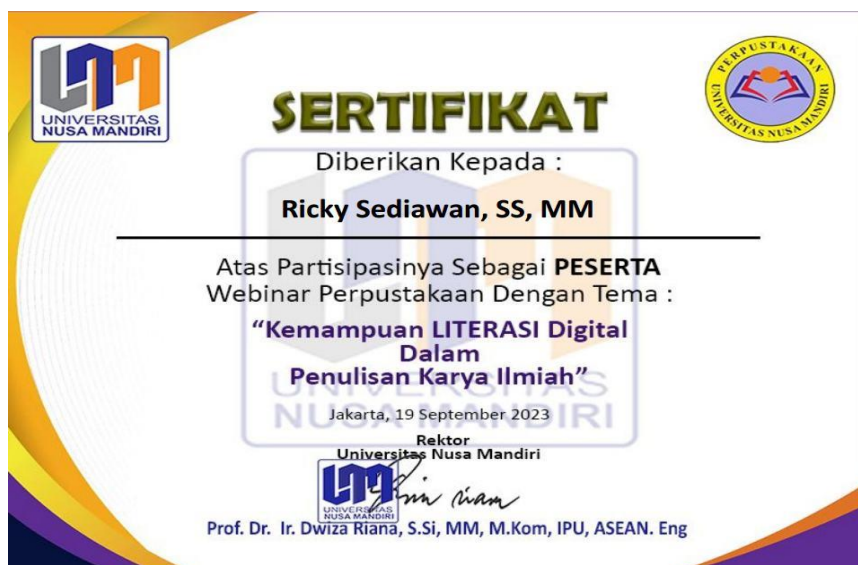 UNIVERSITAS
NUSA MANDIRI
PERPUSTAKAAN
UNIVERSITAS NUSA MANDIRI
SERTIFIKAT
Diberikan Kepada :
Ricky Sediawan, SS, MM
Atas Partisipasinya Sebagai PESERTA
Webinar Perpustakaan Dengan Tema :
“Kemampuan LITERASI Digital
Dalam
Penulisan Karya Ilmiah”
UNIVERSITAS
NUSA MANDIRI
Jakarta, 19 September 2023
Rektor
Universitas Nusa Mandiri
UNIVERSITAS
NUSA MANDIRI
Prof. Dr. Ir. Dwiza Riana, S.Si, MM, M.Kom, IPU, ASEAN. Eng